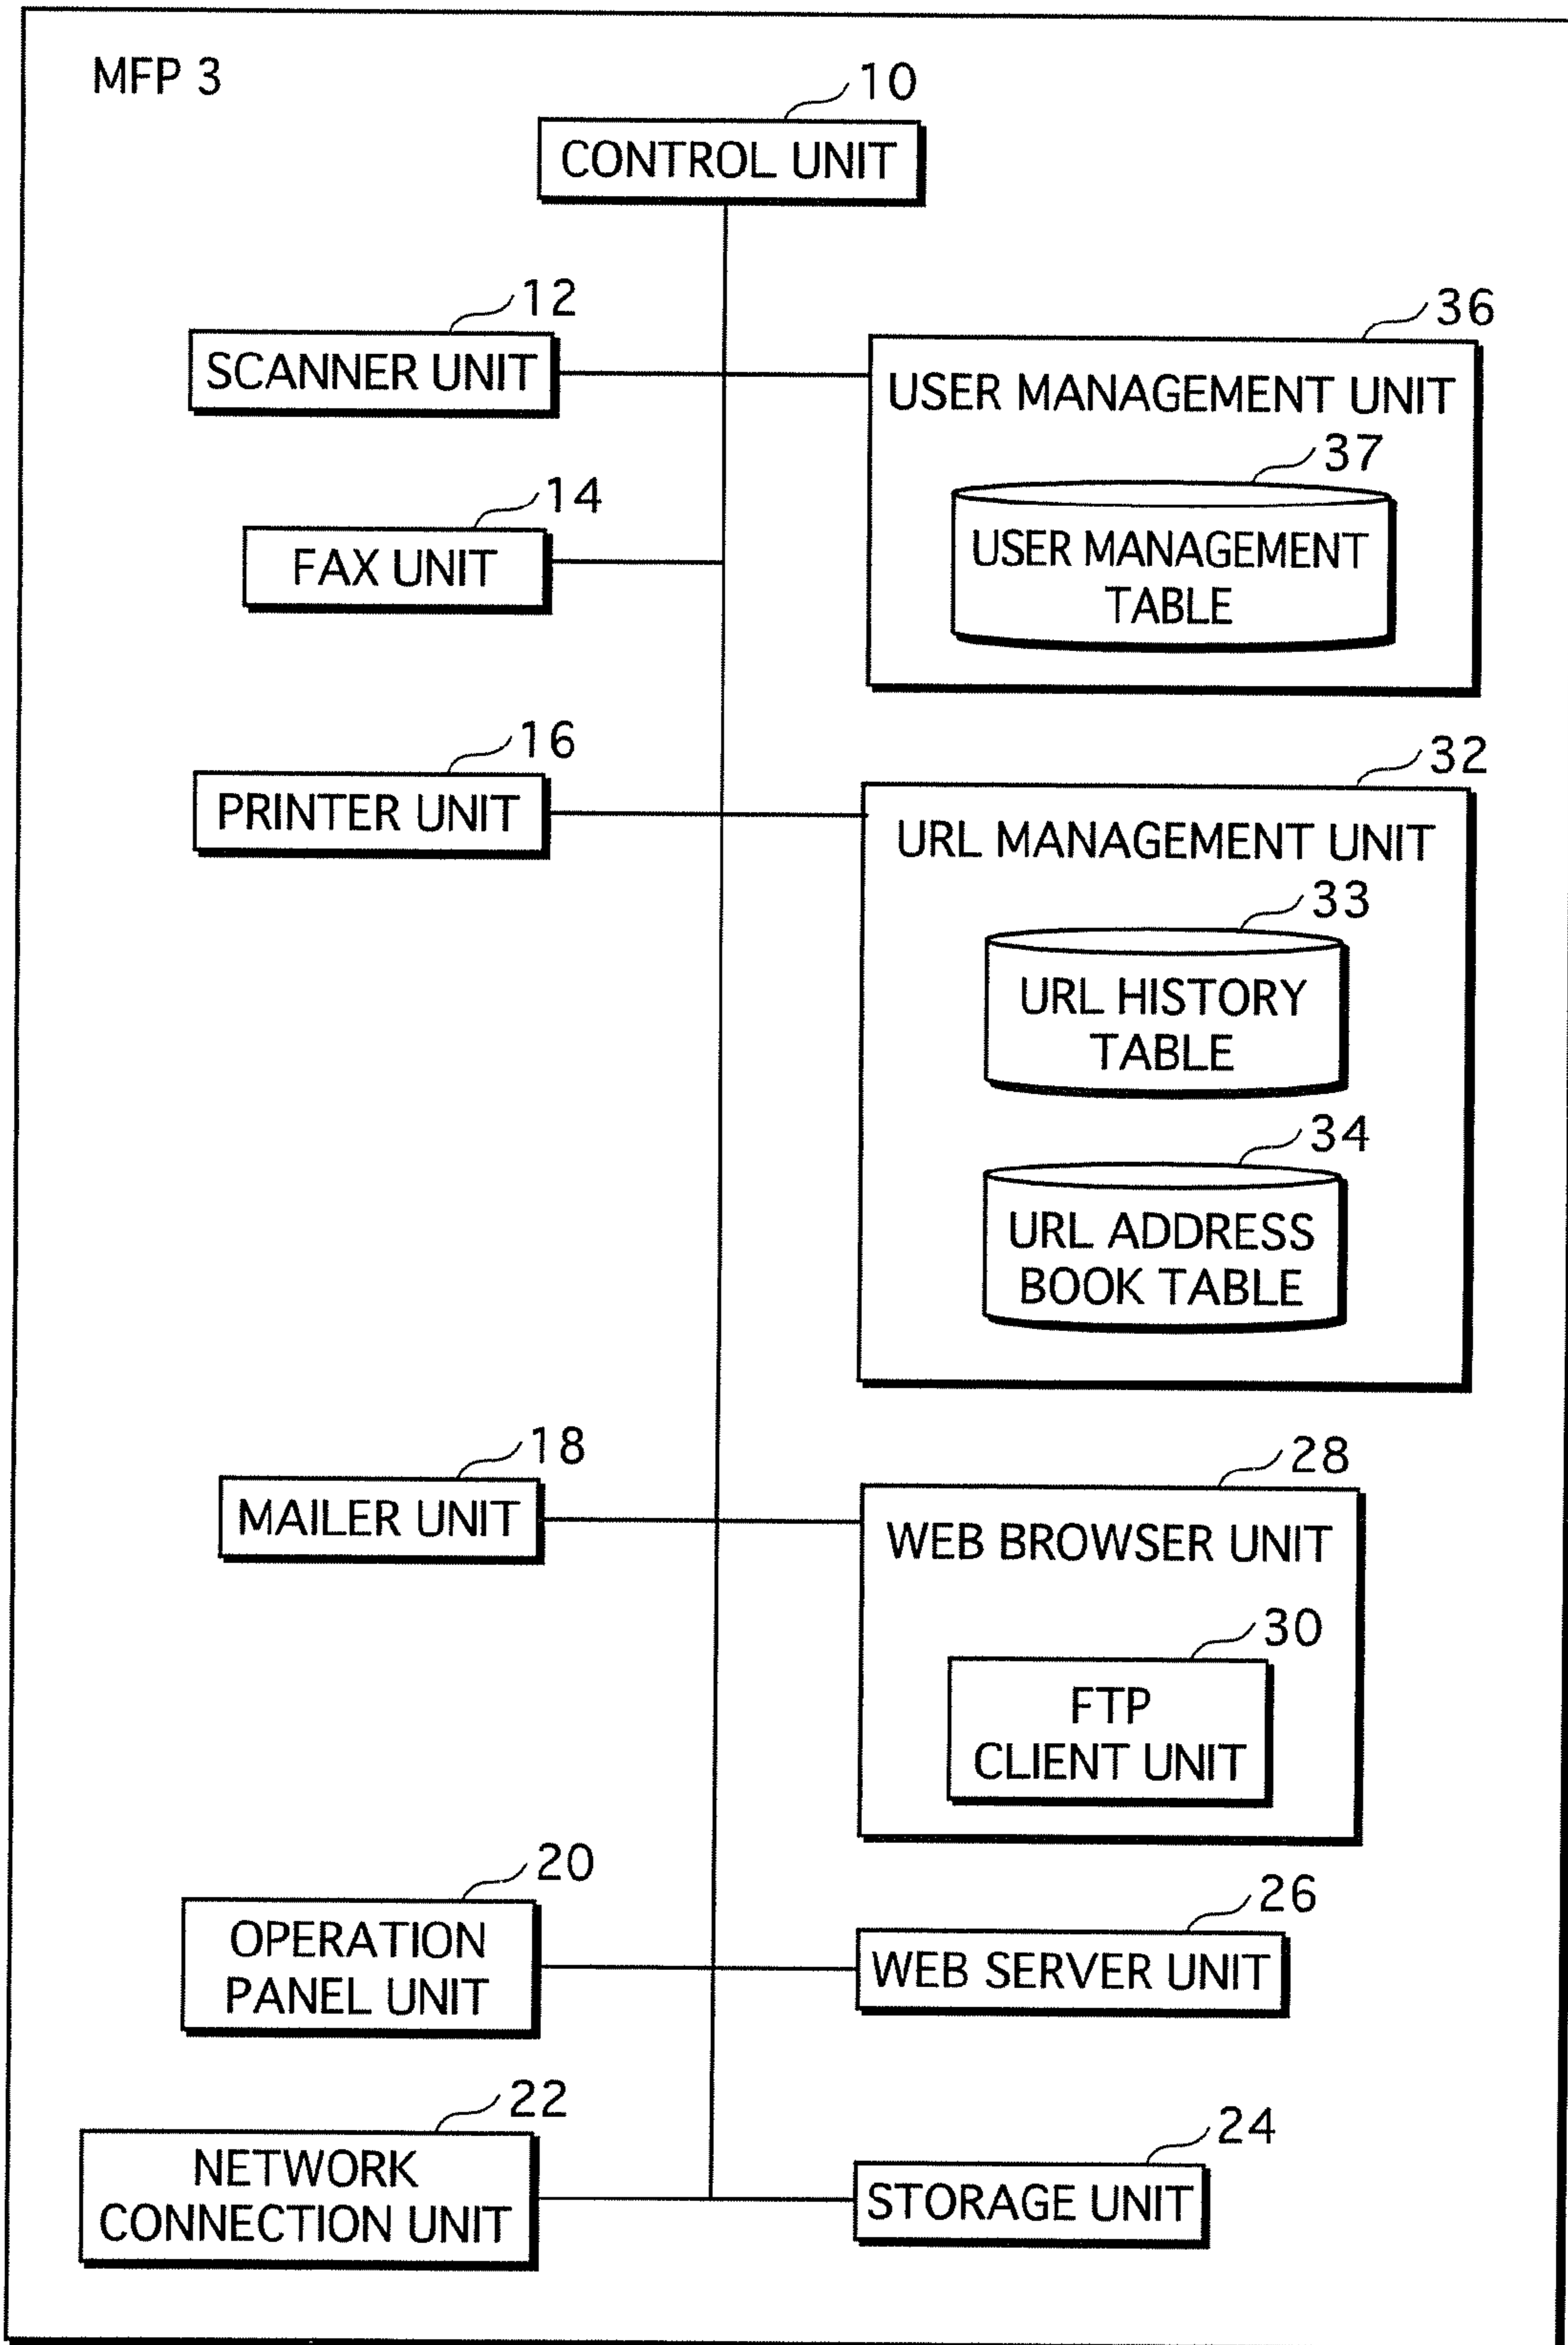 MFP 3
10
CONTROL UNIT
12
SCANNER UNIT
36
USER MANAGEMENT UNIT
37
USER MANAGEMENT
TABLE
14
FAX UNIT
16
PRINTER UNIT
32
URL MANAGEMENT UNIT
33
URL HISTORY
TABLE
34
URL ADDRESS
BOOK TABLE
18
MAILER UNIT
28
WEB BROWSER UNIT
30
FTP
CLIENT UNIT
20
OPERATION
PANEL UNIT
26
WEB SERVER UNIT
22
NETWORK
CONNECTION UNIT
24
STORAGE UNIT